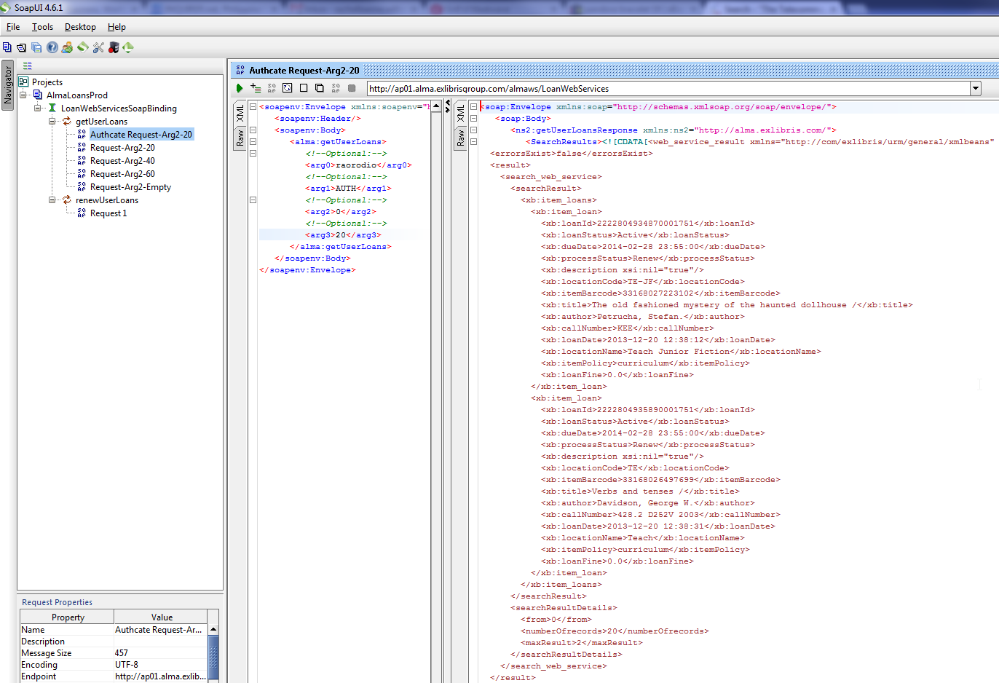 SoapUI 4.6.1
File Tools Desktop Help
Navigator
Projects
AlmaLoansProd
LoanWebServicesSoapBinding
getUserLoans
Authcate Request-Arg2-20
Request-Arg2-20
Request-Arg2-40
Request-Arg2-60
Request-Arg2-Empty
renewUserLoans
Request 1
Request Properties
Property Value
Name Authcate Request-Ar...
Description
Message Size 457
Encoding UTF-8
Endpoint http://ap01.alma.exlib...
Authcate Request-Arg2-20
http://ap01.alma.exlibrisgroup.com/almaws/LoanWebServices
XML
Raw
<soapenv:Envelope xmlns:soapenv="h
<soapenv:Header/>
<soapenv:Body>
<alma:getUserLoans>
<!--Optional:-->
<arg0>raorodio</arg0>
<!--Optional:-->
<arg1>AUTH</arg1>
<!--Optional:-->
<arg2>0</arg2>
<!--Optional:-->
<arg3>20</arg3>
</alma:getUserLoans>
</soapenv:Body>
</soapenv:Envelope>
XML
Raw
<soap:Envelope xmlns:soap="http://schemas.xmlsoap.org/soap/envelope/">
<soap:Body>
<ns2:getUserLoansResponse xmlns:ns2="http://alma.exlibris.com/">
<SearchResults><![CDATA[<web_service_result xmlns="http://com/exlibris/urm/general/xmlbeans"
<errorsExist>false</errorsExist>
<result>
<search_web_service>
<searchResult>
<xb:item_loans>
<xb:item_loan>
<xb:loanId>2222804934870001751</xb:loanId>
<xb:loanStatus>Active</xb:loanStatus>
<xb:dueDate>2014-02-28 23:55:00</xb:dueDate>
<xb:processStatus>Renew</xb:processStatus>
<xb:description xsi:nil="true"/>
<xb:locationCode>TE-JF</xb:locationCode>
<xb:itemBarcode>33168027223102</xb:itemBarcode>
<xb:title>The old fashioned mystery of the haunted dollhouse /</xb:title>
<xb:author>Petrucha, Stefan.</xb:author>
<xb:callNumber>KEE</xb:callNumber>
<xb:loanDate>2013-12-20 12:38:12</xb:loanDate>
<xb:locationName>Teach Junior Fiction</xb:locationName>
<xb:itemPolicy>curriculum</xb:itemPolicy>
<xb:loanFine>0.0</xb:loanFine>
</xb:item_loan>
<xb:item_loan>
<xb:loanId>2222804935890001751</xb:loanId>
<xb:loanStatus>Active</xb:loanStatus>
<xb:dueDate>2014-02-28 23:55:00</xb:dueDate>
<xb:processStatus>Renew</xb:processStatus>
<xb:description xsi:nil="true"/>
<xb:locationCode>TE</xb:locationCode>
<xb:itemBarcode>33168026497699</xb:itemBarcode>
<xb:title>Verbs and tenses /</xb:title>
<xb:author>Davidson, George W.</xb:author>
<xb:callNumber>428.2 D252V 2003</xb:callNumber>
<xb:loanDate>2013-12-20 12:38:31</xb:loanDate>
<xb:locationName>Teach</xb:locationName>
<xb:itemPolicy>curriculum</xb:itemPolicy>
<xb:loanFine>0.0</xb:loanFine>
</xb:item_loan>
</xb:item_loans>
</searchResult>
<searchResultDetails>
<from>0</from>
<numberOfrecords>20</numberOfrecords>
<maxResult>2</maxResult>
</searchResultDetails>
</search_web_service>
</result>